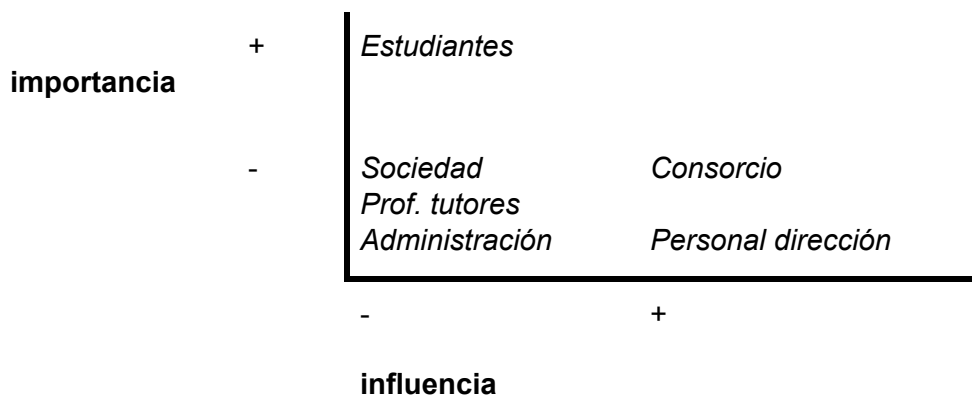 + Estudiantes
importancia
- Sociedad Consorcio
Prof. tutores
Administración Personal dirección
- +
influencia